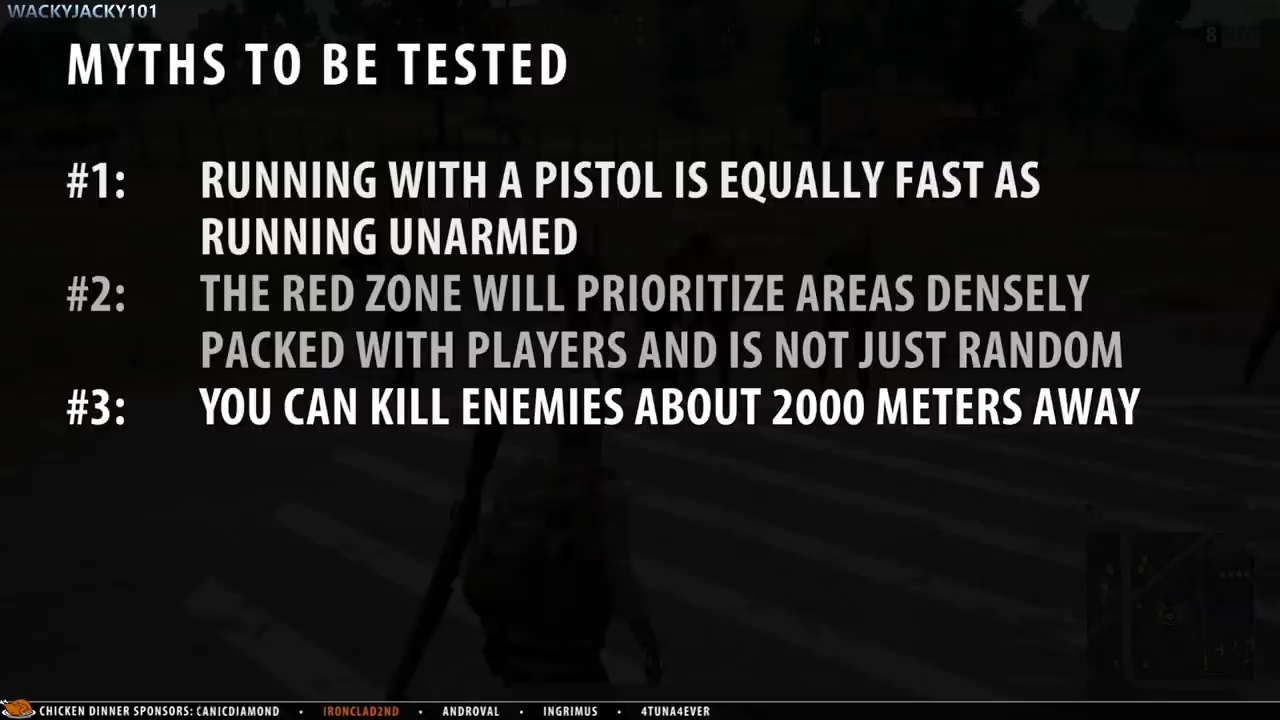 WACKYJACKY101
MYTHS TO BE TESTED
#1: RUNNING WITH A PISTOL IS EQUALLY FAST AS
RUNNING UNARMED
#2: THE RED ZONE WILL PRIORITIZE AREAS DENSELY
PACKED WITH PLAYERS AND IS NOT JUST RANDOM
#3: YOU CAN KILL ENEMIES ABOUT 2000 METERS AWAY
CHICKEN DINNER SPONSORS: CANICDIAMOND • IRONCLAD2ND • ANDROVAL • INGRIMUS • 4TUNA4EVER